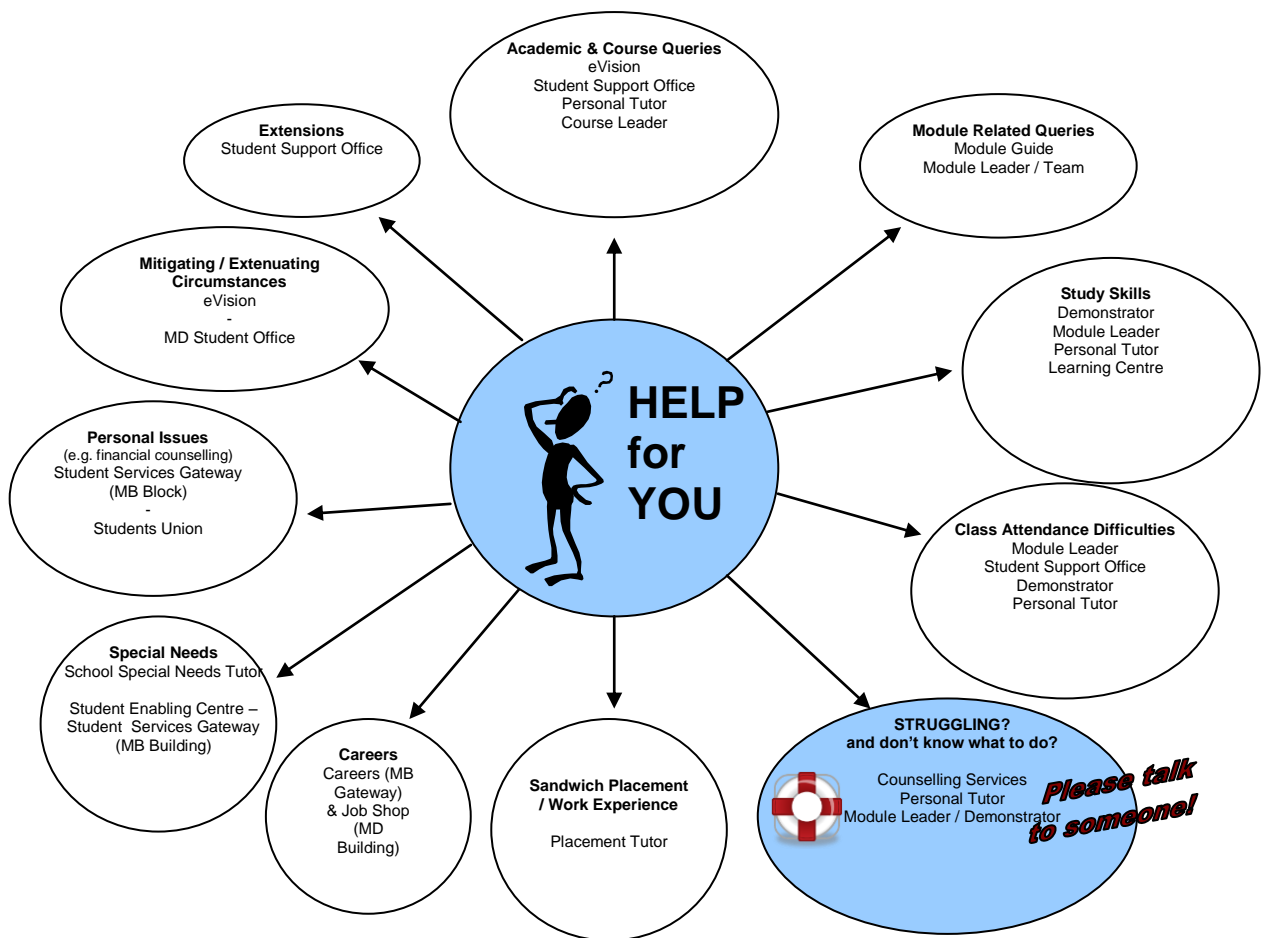 Academic & Course Queries
eVision
Student Support Office
Personal Tutor
Course Leader
Extensions
Student Support Office
Module Related Queries
Module Guide
Module Leader / Team
Mitigating / Extenuating
Circumstances
eVision
-
MD Student Office
Study Skills
Demonstrator
Module Leader
Personal Tutor
Learning Centre
?
HELP
for
YOU
Personal Issues
(e.g. financial counselling)
Student Services Gateway
(MB Block)
-
Students Union
Class Attendance Difficulties
Module Leader
Student Support Office
Demonstrator
Personal Tutor
Special Needs
School Special Needs Tutor
Student Enabling Centre –
Student Services Gateway
(MB Building)
Careers
Careers (MB
Gateway)
& Job Shop
(MD
Building)
Sandwich Placement
/ Work Experience
Placement Tutor
STRUGGLING?
and don't know what to do?
Counselling Services
Personal Tutor
Module Leader / Demonstrator
Please talk
to someone!